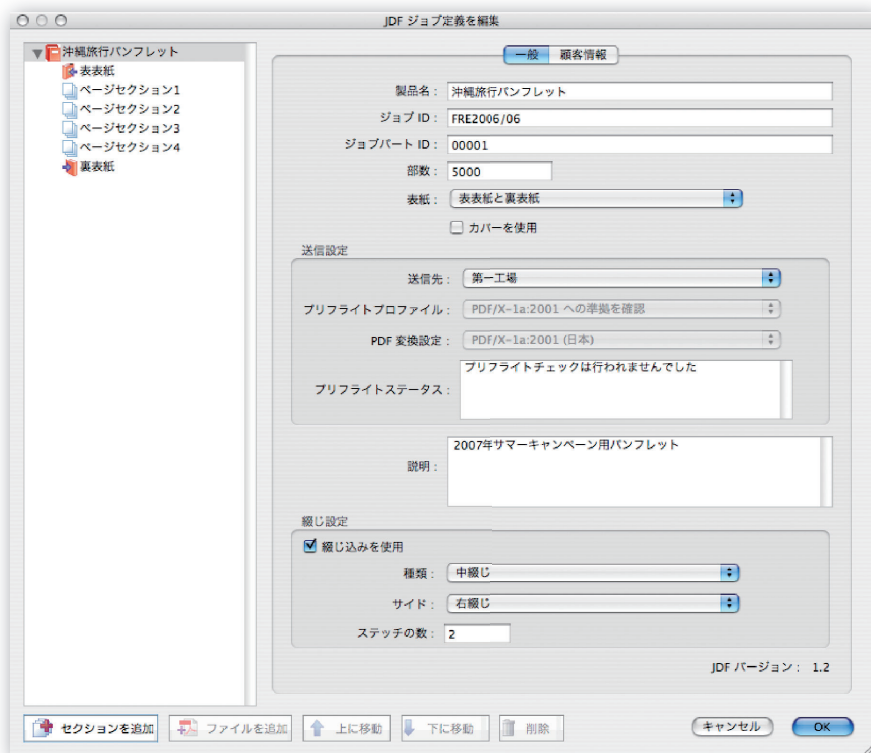 JDF ジョブ定義を編集
沖縄旅行パンフレット
表表紙
ページセクション1
ページセクション2
ページセクション3
ページセクション4
裏表紙
一般 顧客情報
製品名： 沖縄旅行パンフレット
ジョブ ID： FRE2006/06
ジョブパート ID： 00001
部数： 5000
表紙： 表表紙と裏表紙
カバーを使用
送信設定
送信先： 第一工場
プリフライトプロファイル： PDF/X-1a:2001 への準拠を確認
PDF 変換設定： PDF/X-1a:2001 (日本)
プリフライトステータス： プリフライトチェックは行われませんでした
説明： 2007年サマーキャンペーン用パンフレット
綴じ設定
綴じ込みを使用
種類： 中綴じ
サイド： 右綴じ
ステッチの数： 2
JDF バージョン： 1.2
セクションを追加 ファイルを追加 上に移動 下に移動 削除 キャンセル OK